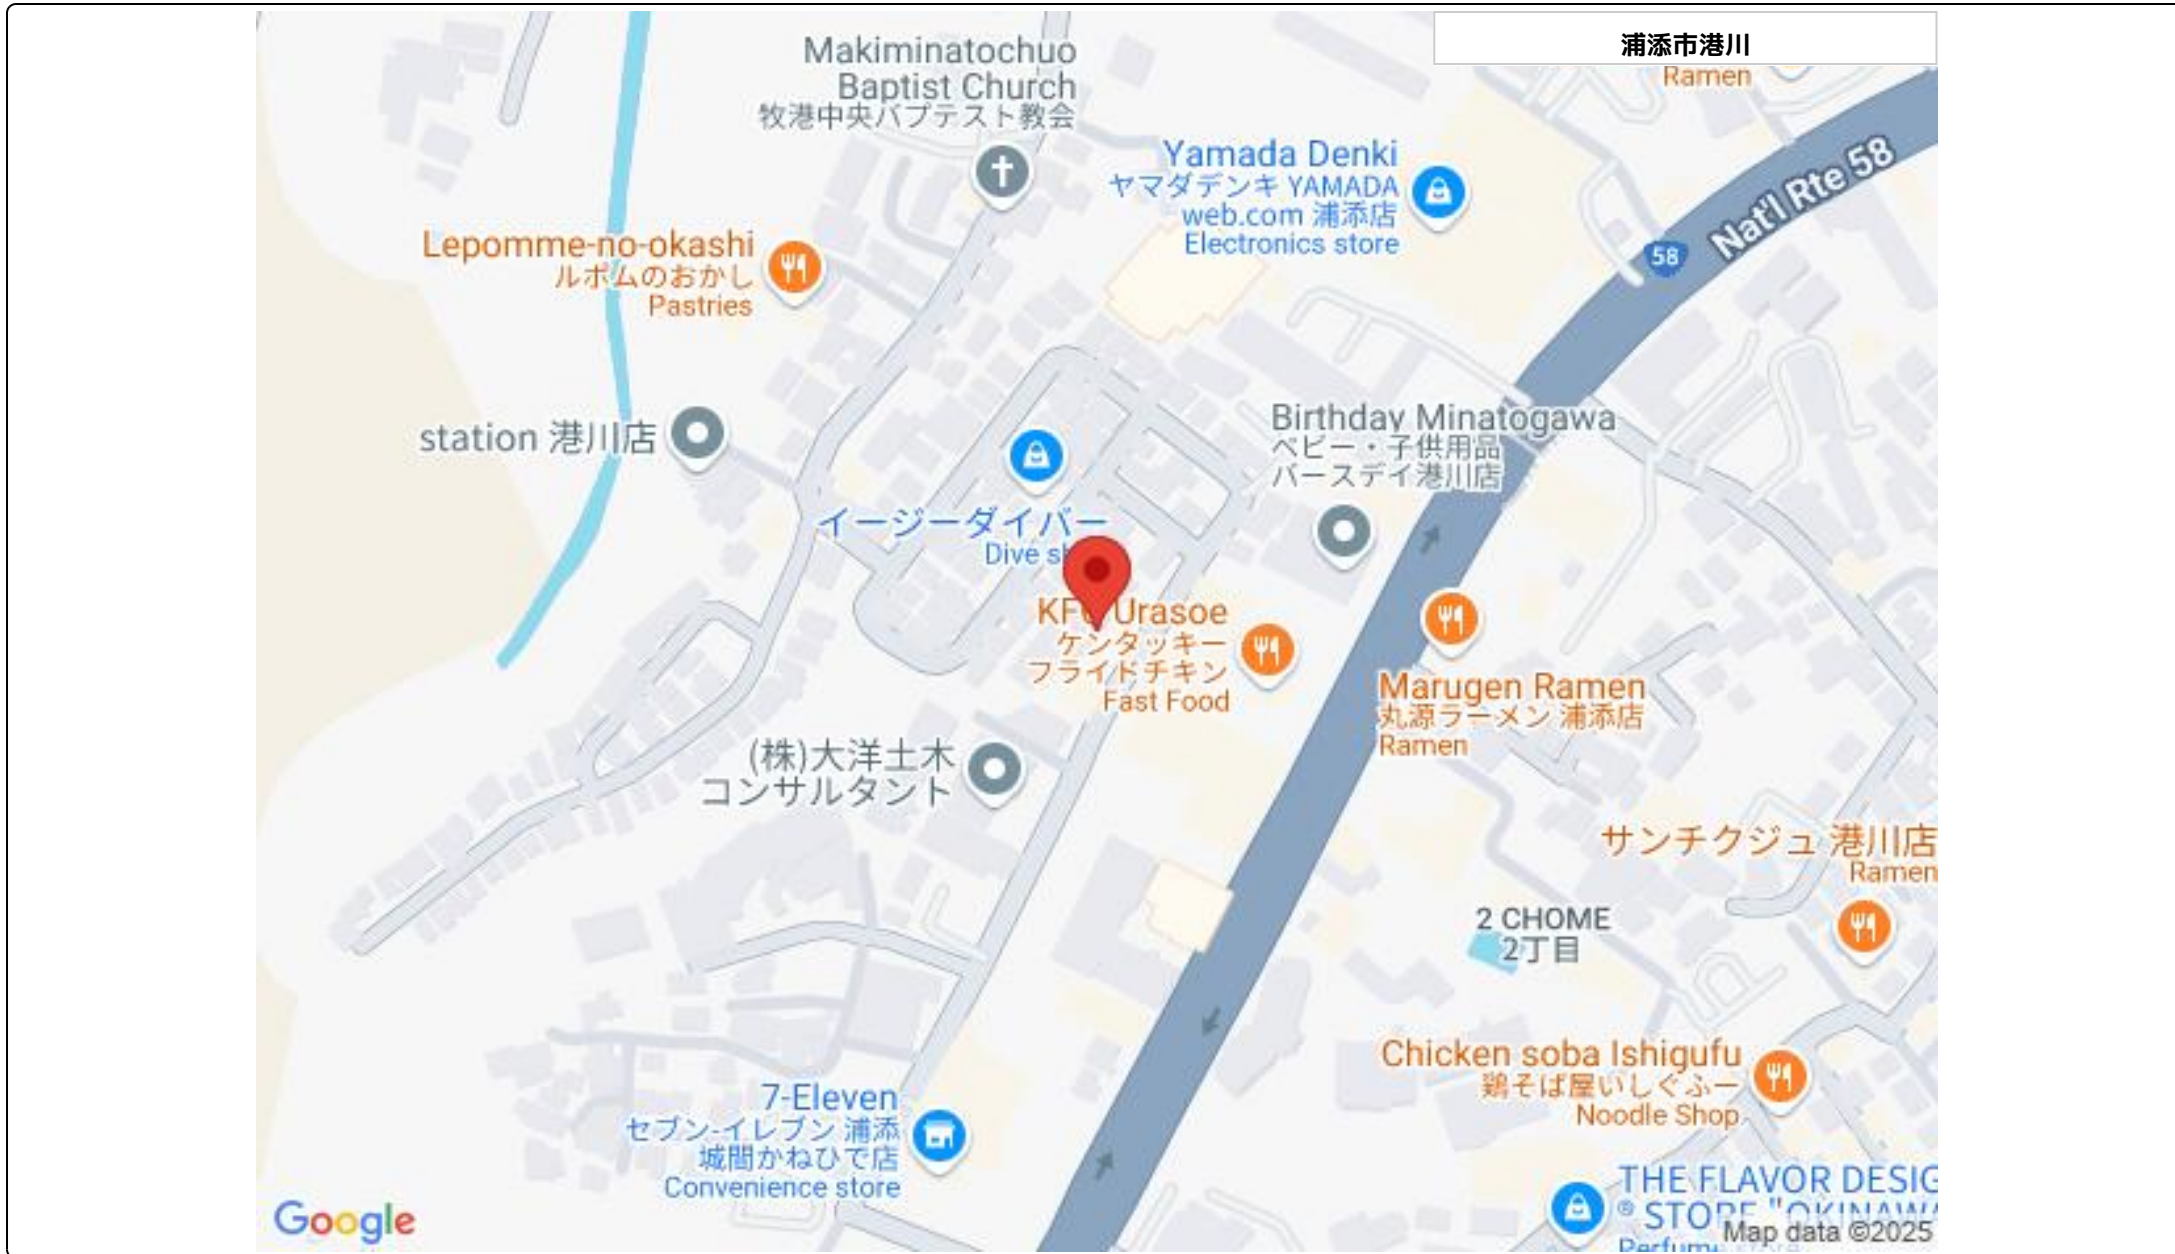 浦添市港川
Makiminatochuo
Baptist Church
牧港中央バプテスト教会
Ramen
Yamada Denki
ヤマダデンキ YAMADA
web.com 浦添店
Electronics store
Nat'l Rte 58
58
Lepomme-no-okashi
ルポムのおかし
Pastries
station 港川店
Birthday Minatogawa
ベビー・子供用品
バースデイ港川店
イージーダイバー
Dive
Urasoe
ケンタッキー
フライドチキン
Fast Food
Marugen Ramen
丸源ラーメン 浦添店
Ramen
(株)大洋土木
コンサルタント
サンチクジュ 港川店
Ramen
2 CHOME
2丁目
Chicken soba Ishigufu
鶏そば屋いしぐふー
Noodle Shop
7-Eleven
セブン-イレブン 浦添
城間かねひで店
Convenience store
THE FLAVOR DESIG
® STORE "OKINAWA
Google
Map data ©2025